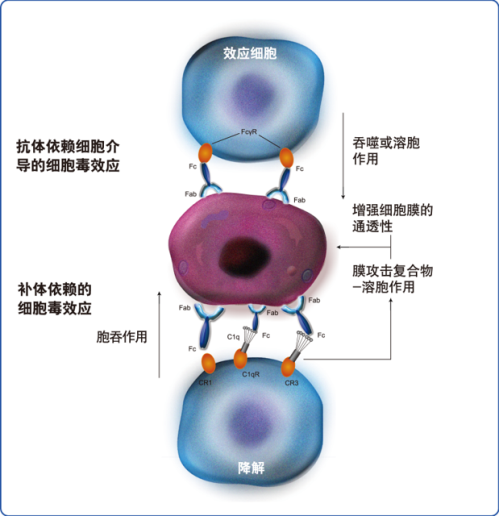 效应细胞
FcγR
抗体依赖细胞介
导的细胞毒效应
吞噬或溶胞
作用
Fc
Fc
Fab
Fab
增强细胞膜的
通透性
膜攻击复合物
–溶胞作用
补体依赖的
细胞毒效应
胞吞作用
Fab
Fab
Fab
Fc
C1q
Fc
Fc
CR1
C1qR
CR3
降解